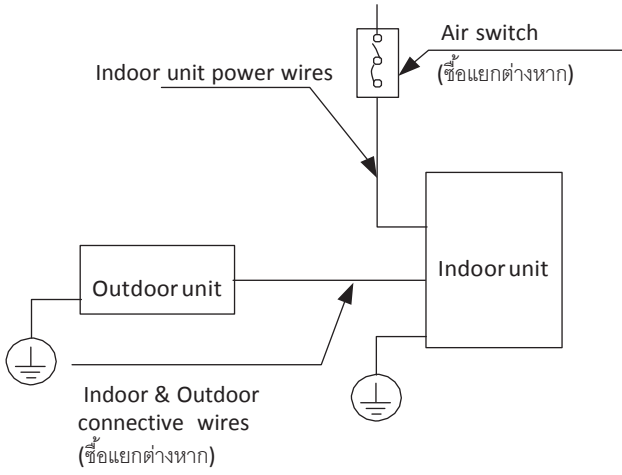 Air switch
(ซื้อแยกต่างหาก)
Indoor unit power wires
Indoor unit
Outdoor unit
Indoor & Outdoor
connective wires
(ซื้อแยกต่างหาก)